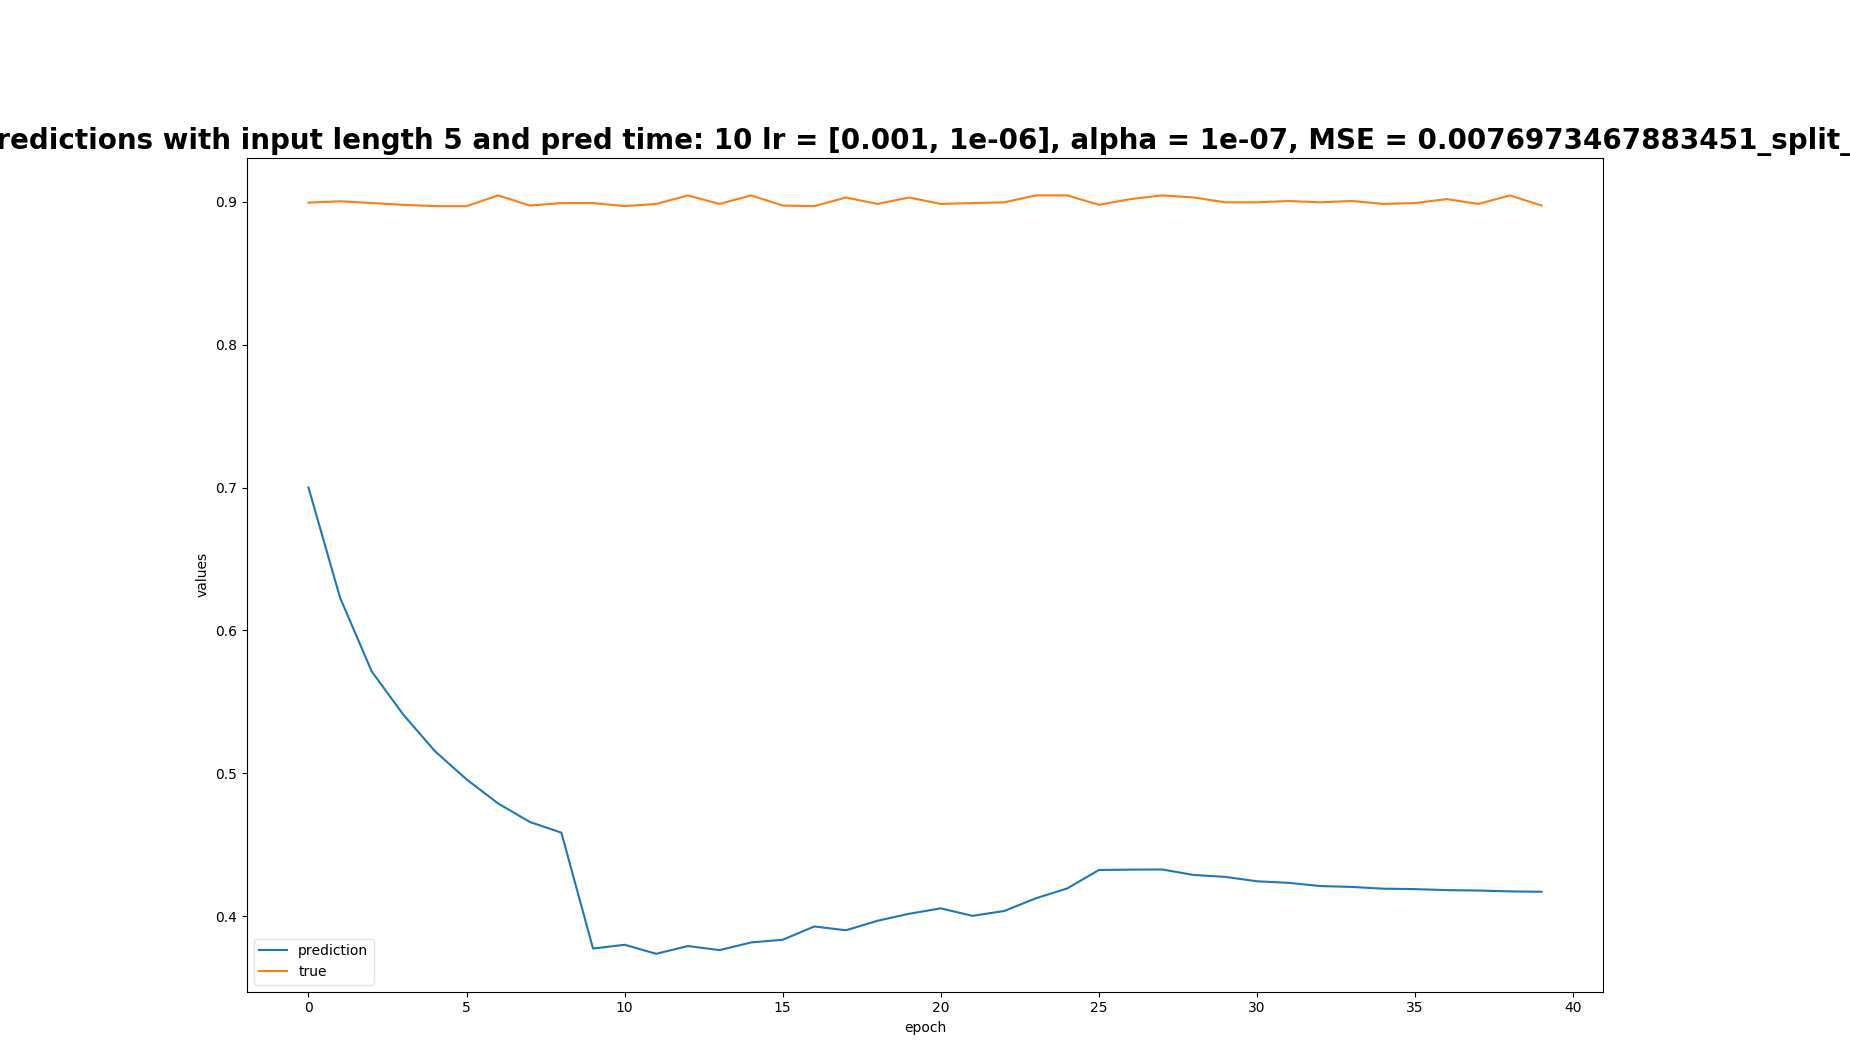 redictions with input length 5 and pred time: 10 lr = [0.001, 1e-06], alpha = 1e-07, MSE = 0.0076973467883451_split_
0.9
0.8
0.7
0.6
0.5
0.4
values
prediction
true
0 5 10 15 20 25 30 35 40
epoch